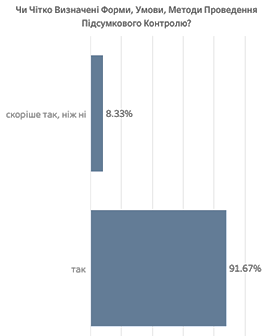 Чи Чітко Визначені Форми, Умови, Методи Проведення
Підсумкового Контролю?
скоріше так, ніж ні
8.33%
так
91.67%